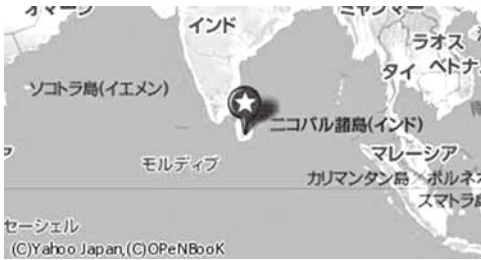 オマーン
ミャンマー
インド
ラオス
タイ
ベトナ
ソコトラ島(イエメン)
ニコバル諸島(インド)
マレーシア
モルディブ
カリマンタン島/ボルネオ
スマトラ島
セーシェル
(C)Yahoo Japan,(C)OPeNBooK